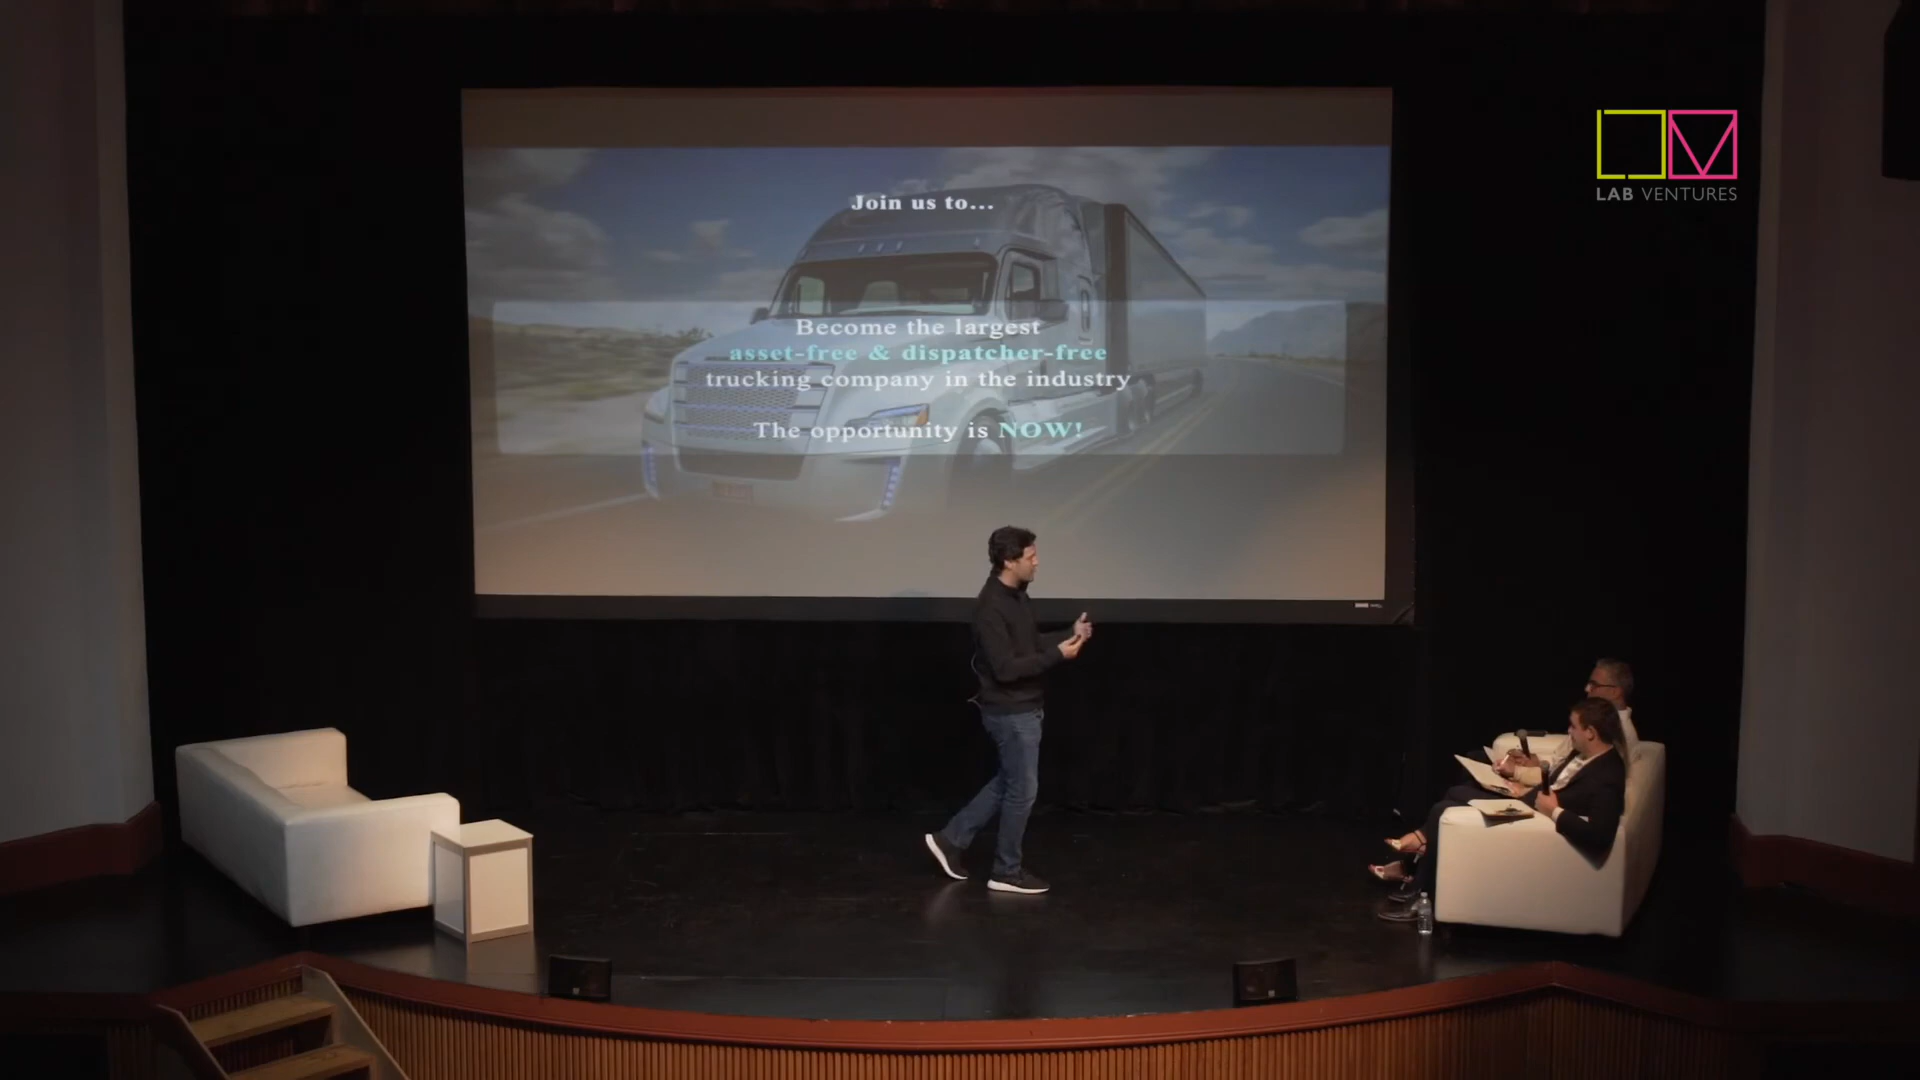 Join us to...
LAB VENTURES
Become the largest
asset-free & dispatcher-free
trucking company in the industry
The opportunity is NOW!